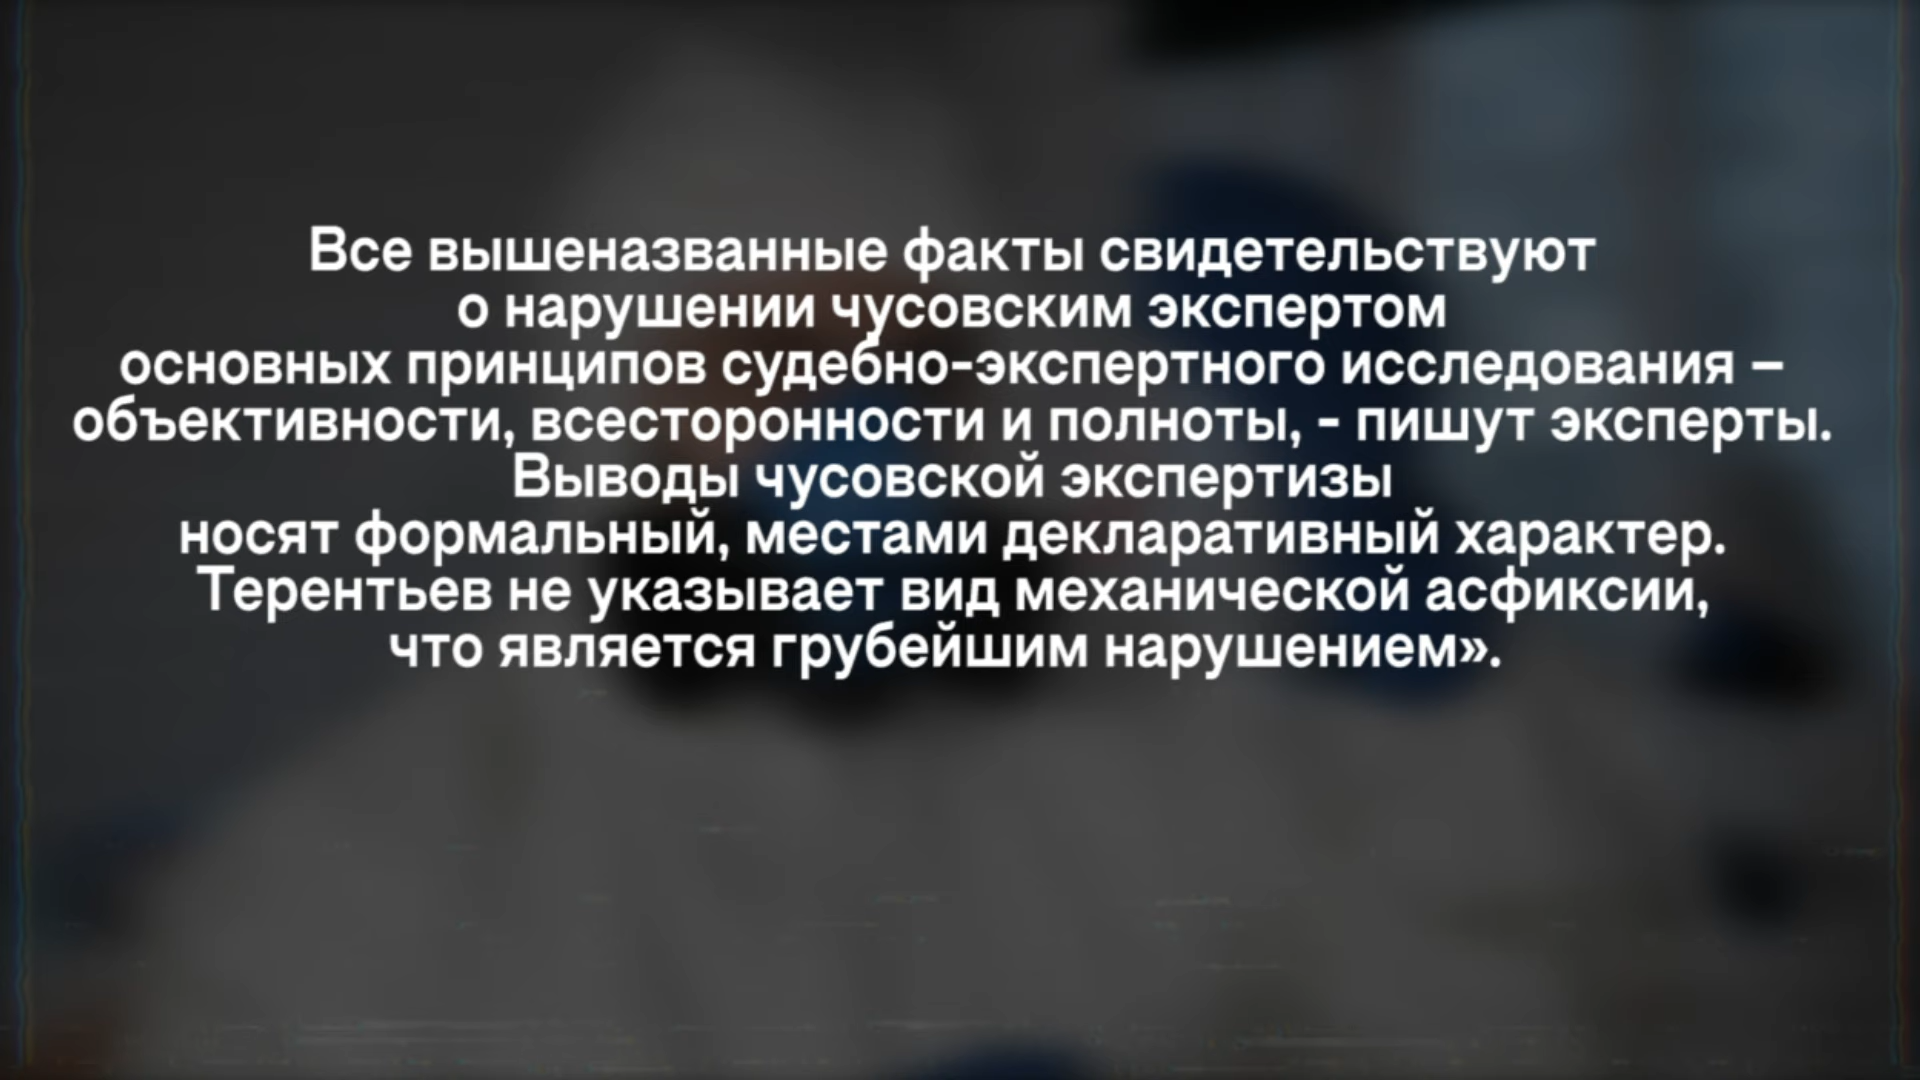 Все вышеназванные факты свидетельствуют
о нарушении чусовским экспертом
основных принципов судебно-экспертного исследования –
объективности, всесторонности и полноты, - пишут эксперты.
Выводы чусовской экспертизы
носят формальный, местами декларативный характер.
Терентьев не указывает вид механической асфиксии,
что является грубейшим нарушением».